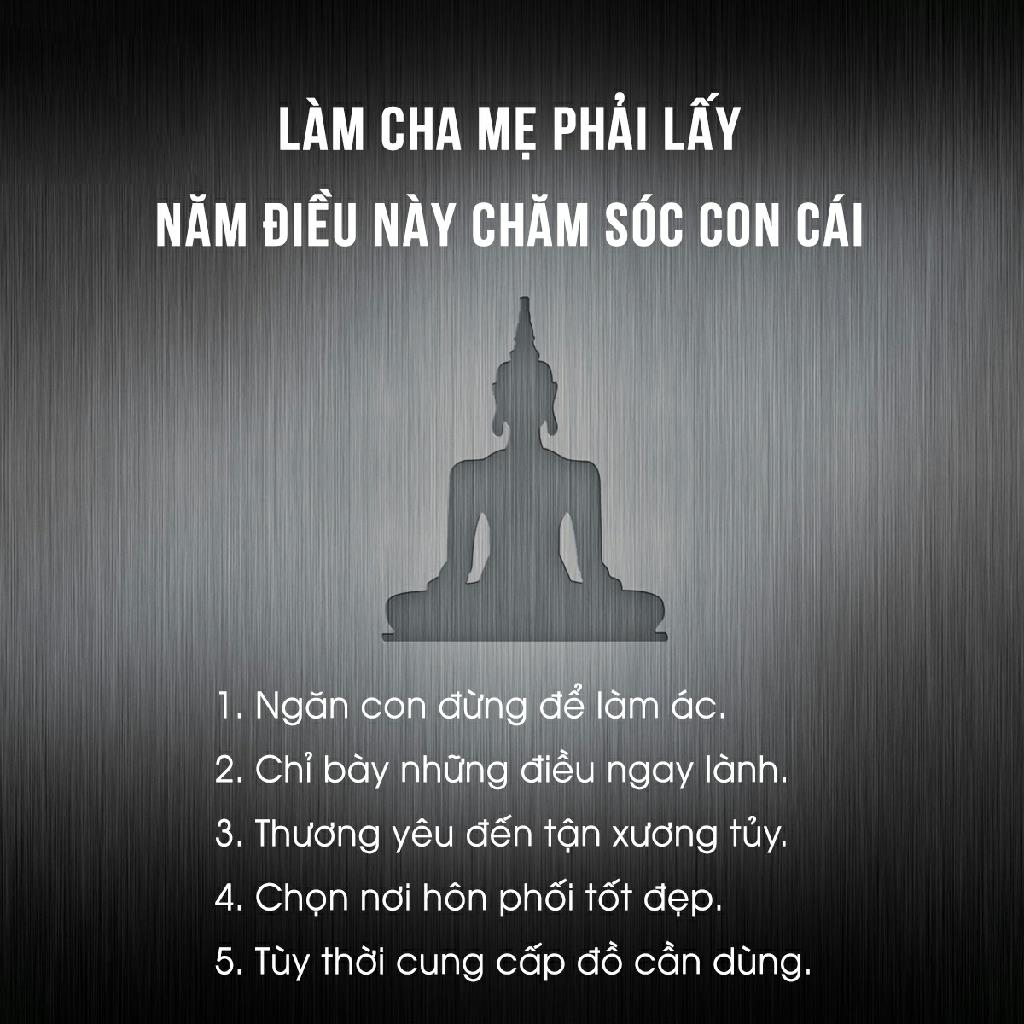 LÀM CHA MẸ PHẢI LẤY
NĂM ĐIỀU NÀY CHĂM SÓC CON CÁI
1. Ngăn con đừng để làm ác.
2. Chỉ bày những điều ngay lành.
3. Thương yêu đến tận xương tủy.
4. Chọn nơi hôn phối tốt đẹp.
5. Tùy thời cung cấp đồ cần dùng.